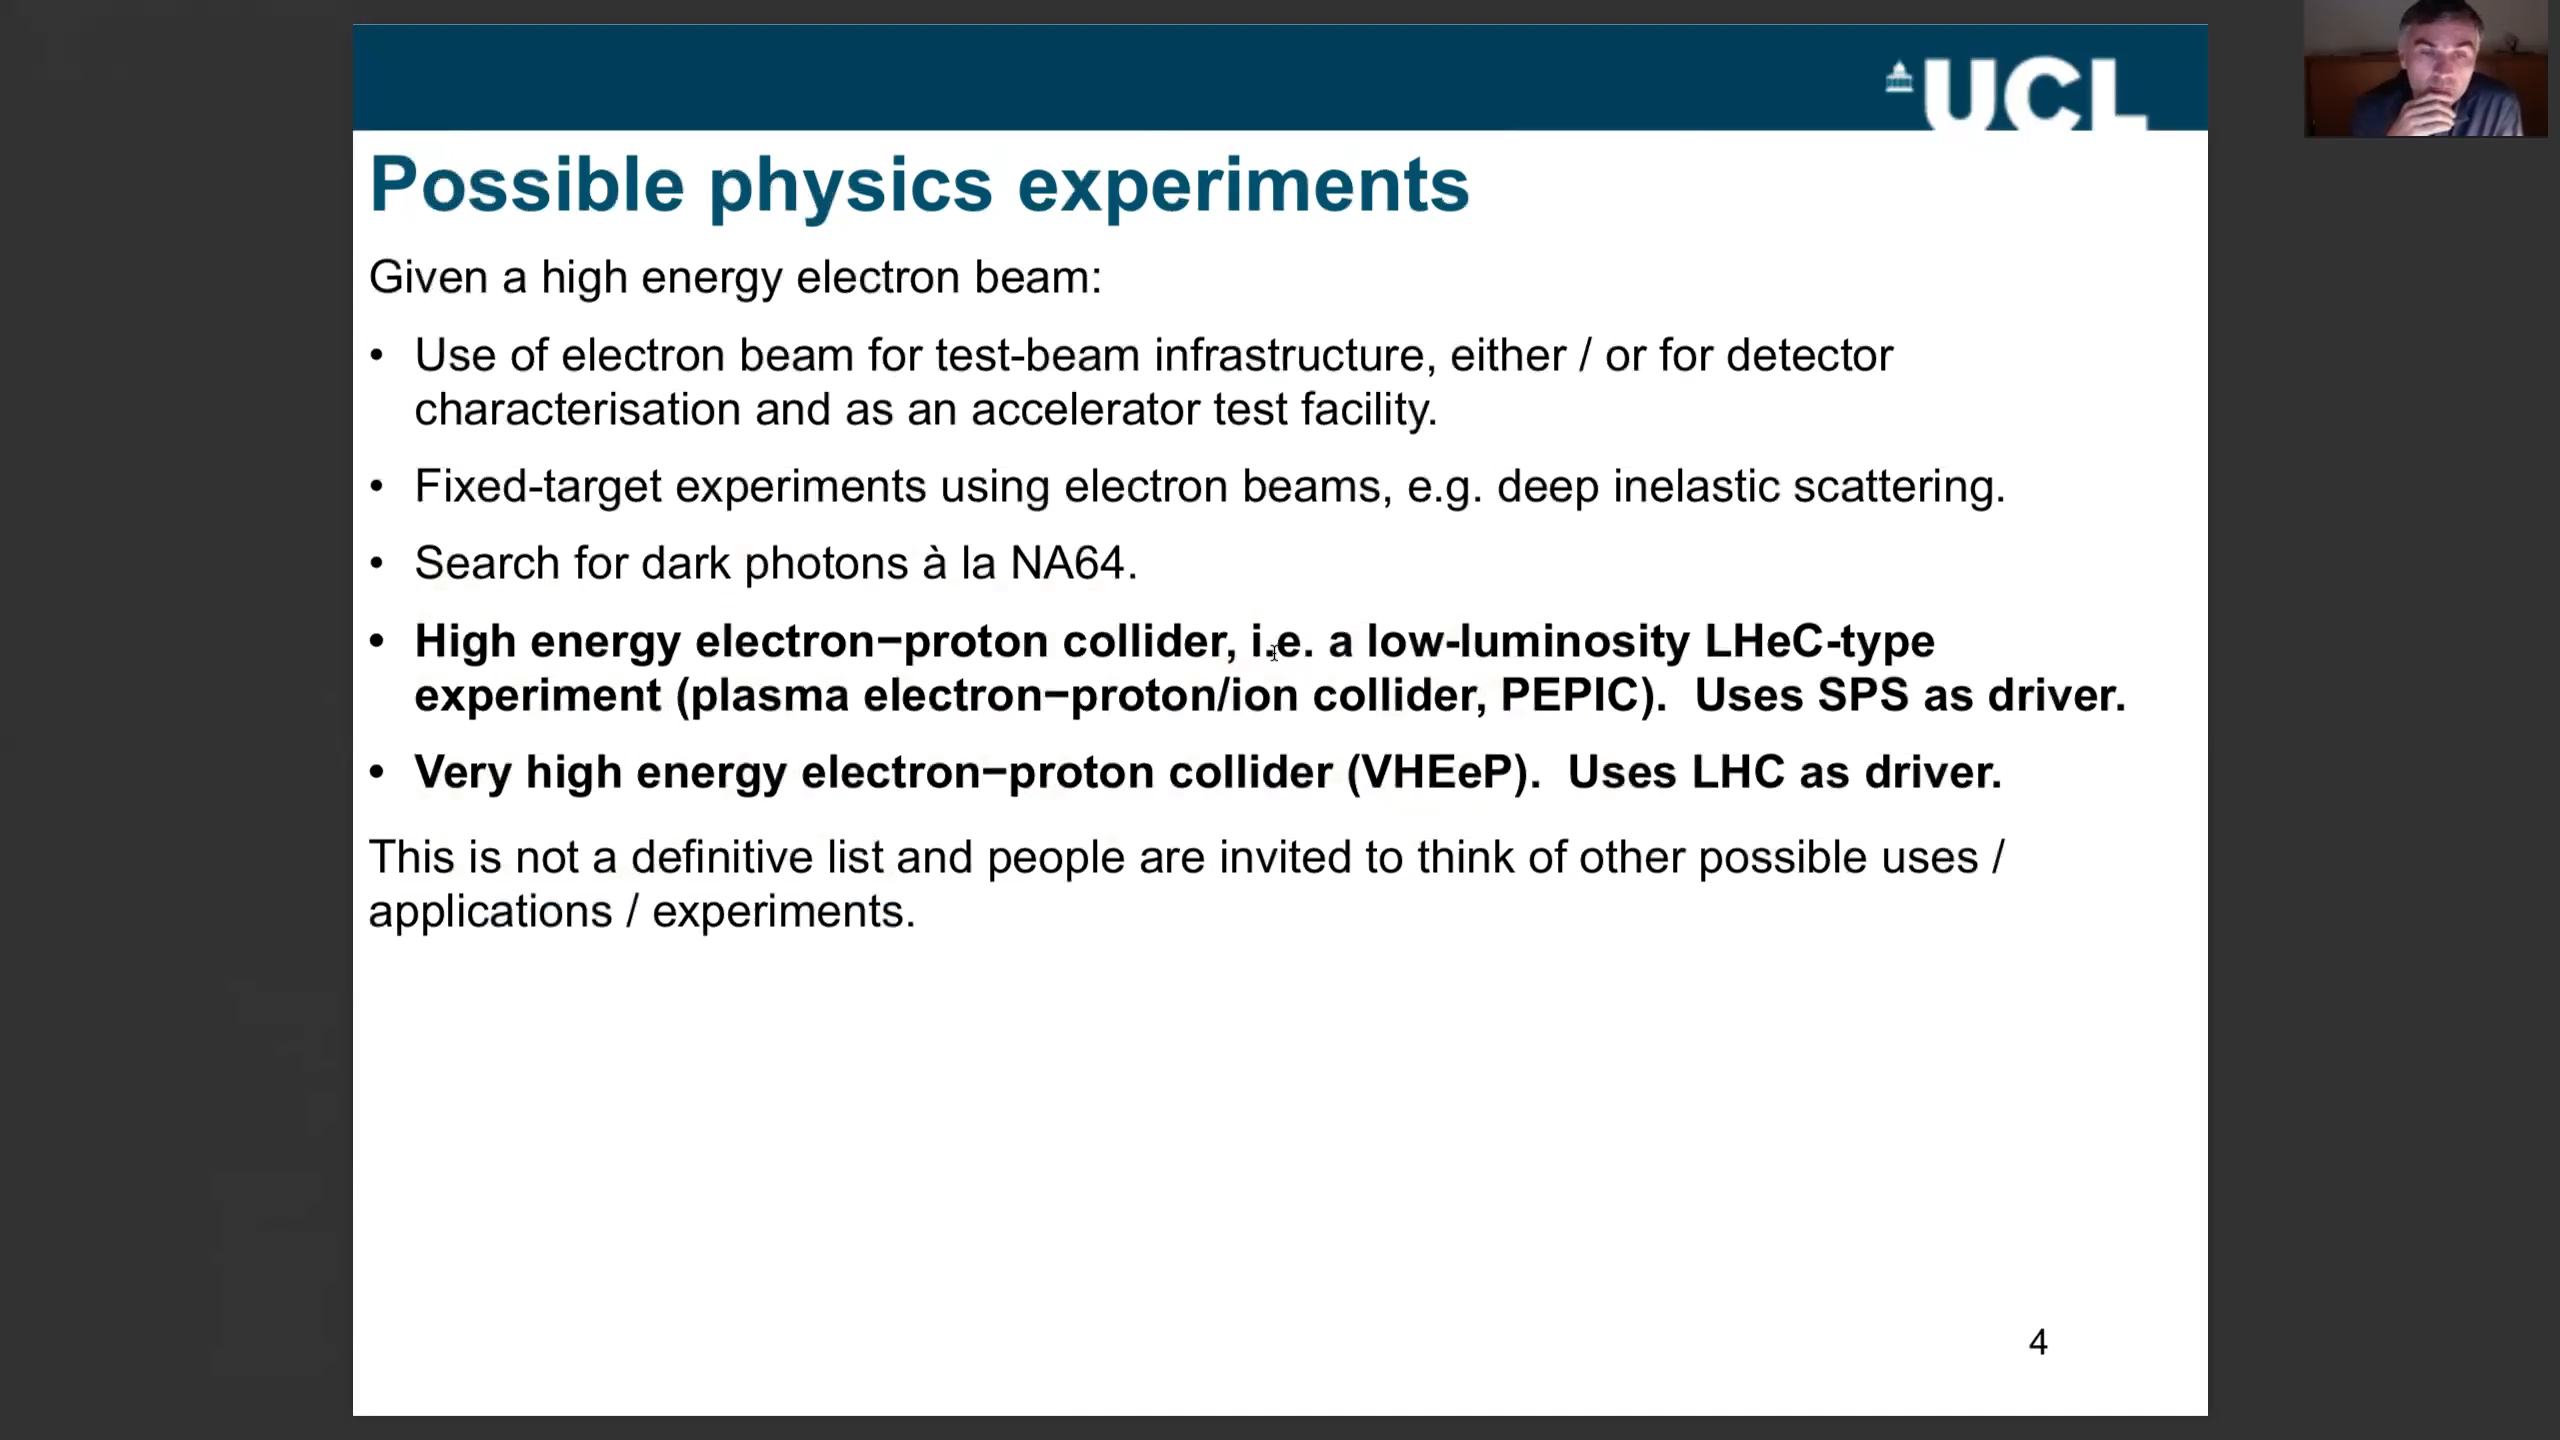 UCL
Possible physics experiments
Given a high energy electron beam:
• Use of electron beam for test-beam infrastructure, either / or for detector
characterisation and as an accelerator test facility.
• Fixed-target experiments using electron beams, e.g. deep inelastic scattering.
• Search for dark photons à la NA64.
• High energy electron−proton collider, i.e. a low-luminosity LHeC-type
experiment (plasma electron−proton/ion collider, PEPIC).  Uses SPS as driver.
• Very high energy electron−proton collider (VHEeP).  Uses LHC as driver.
This is not a definitive list and people are invited to think of other possible uses /
applications / experiments.
4